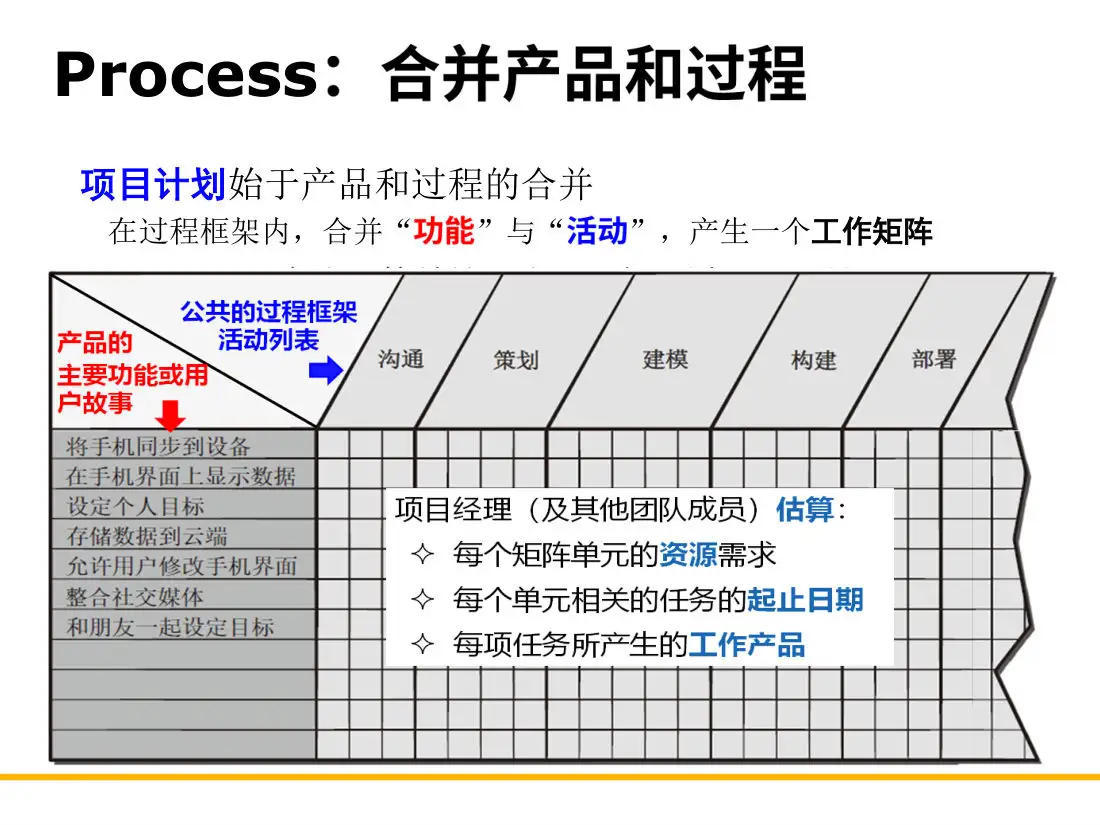 Process：合并产品和过程
项目计划始于产品和过程的合并
在过程框架内，合并“功能”与“活动”，产生一个工作矩阵
公共的过程框架
活动列表
产品的
主要功能或用
户故事
沟通
策划
建模
构建
部署
将手机同步到设备
在手机界面上显示数据
设定个人目标
存储数据到云端
允许用户修改手机界面
整合社交媒体
和朋友一起设定目标
项目经理（及其他团队成员）估算：
✧ 每个矩阵单元的资源需求
✧ 每个单元相关的任务的起止日期
✧ 每项任务所产生的工作产品